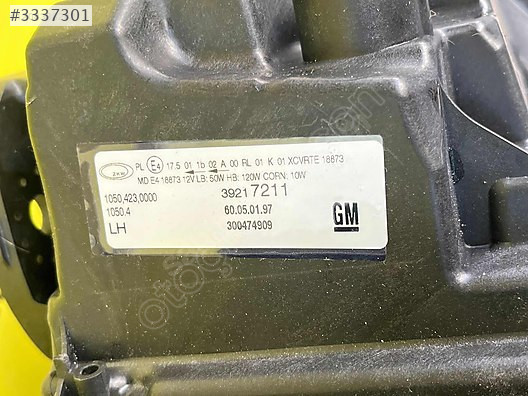 #3337301
PL E4 17.5 01 1b 02 A 00 RL 01 K 01 XCVRTE 18873
MD E4 18873 12V LB: 50W HB: 120W CORN: 10W
1050,423,0000 39217211
1050.4 60.05.01.97
LH 300474909
GM